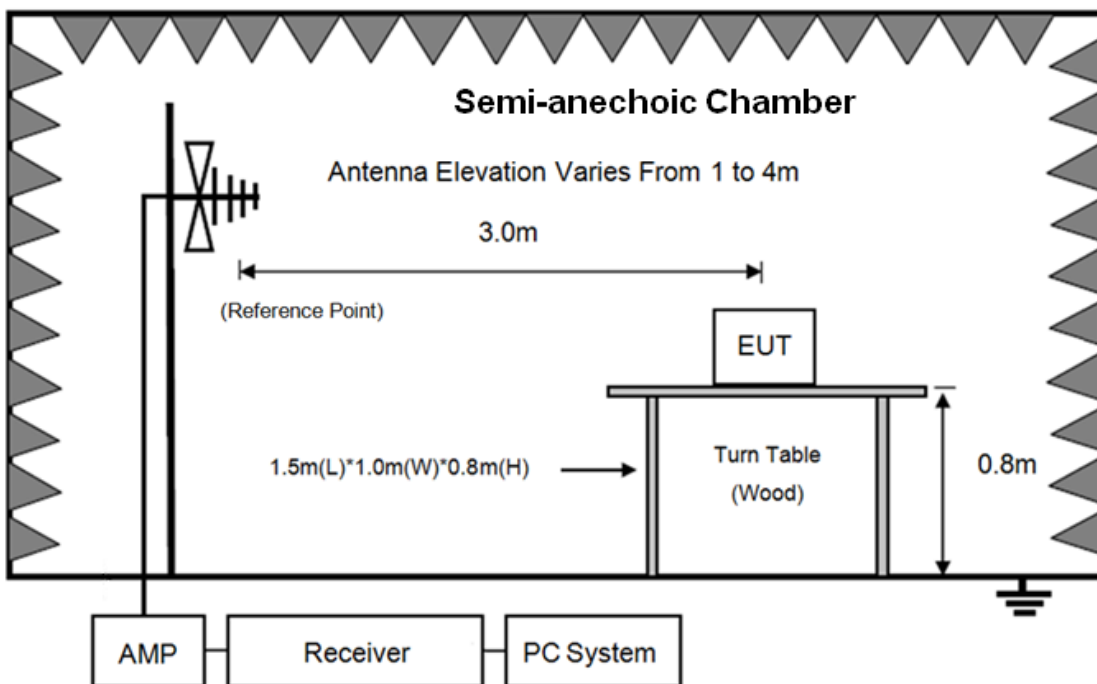 Semi-anechoic Chamber
Antenna Elevation Varies From 1 to 4m
3.0m
(Reference Point)
EUT
1.5m(L)*1.0m(W)*0.8m(H)
Turn Table
(Wood)
0.8m
AMP
Receiver
PC System